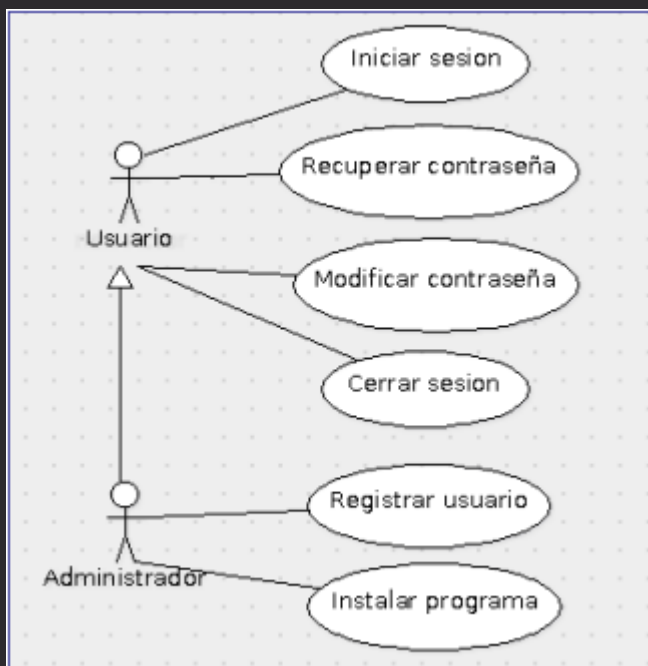 Iniciar sesion
Recuperar contraseña
Usuario
Modificar contraseña
Cerrar sesion
Registrar usuario
Administrador
Instalar programa